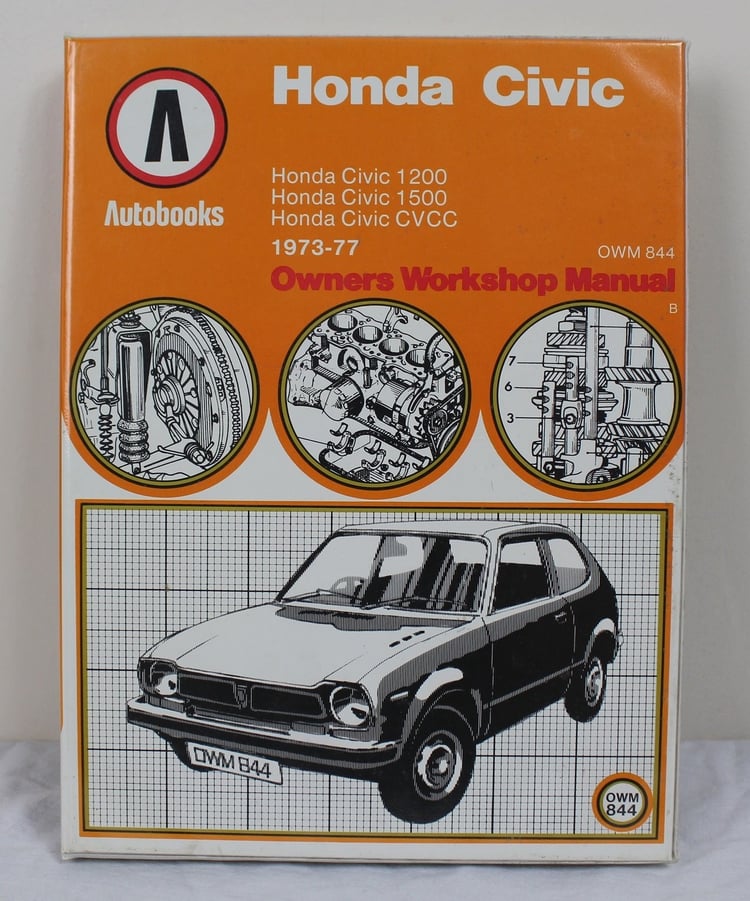 Honda Civic
Autobooks
Honda Civic 1200
Honda Civic 1500
Honda Civic CVCC
1973-77
OWM 844
Owners Workshop Manual
B
7
6
3
OWM 844
OWM
844